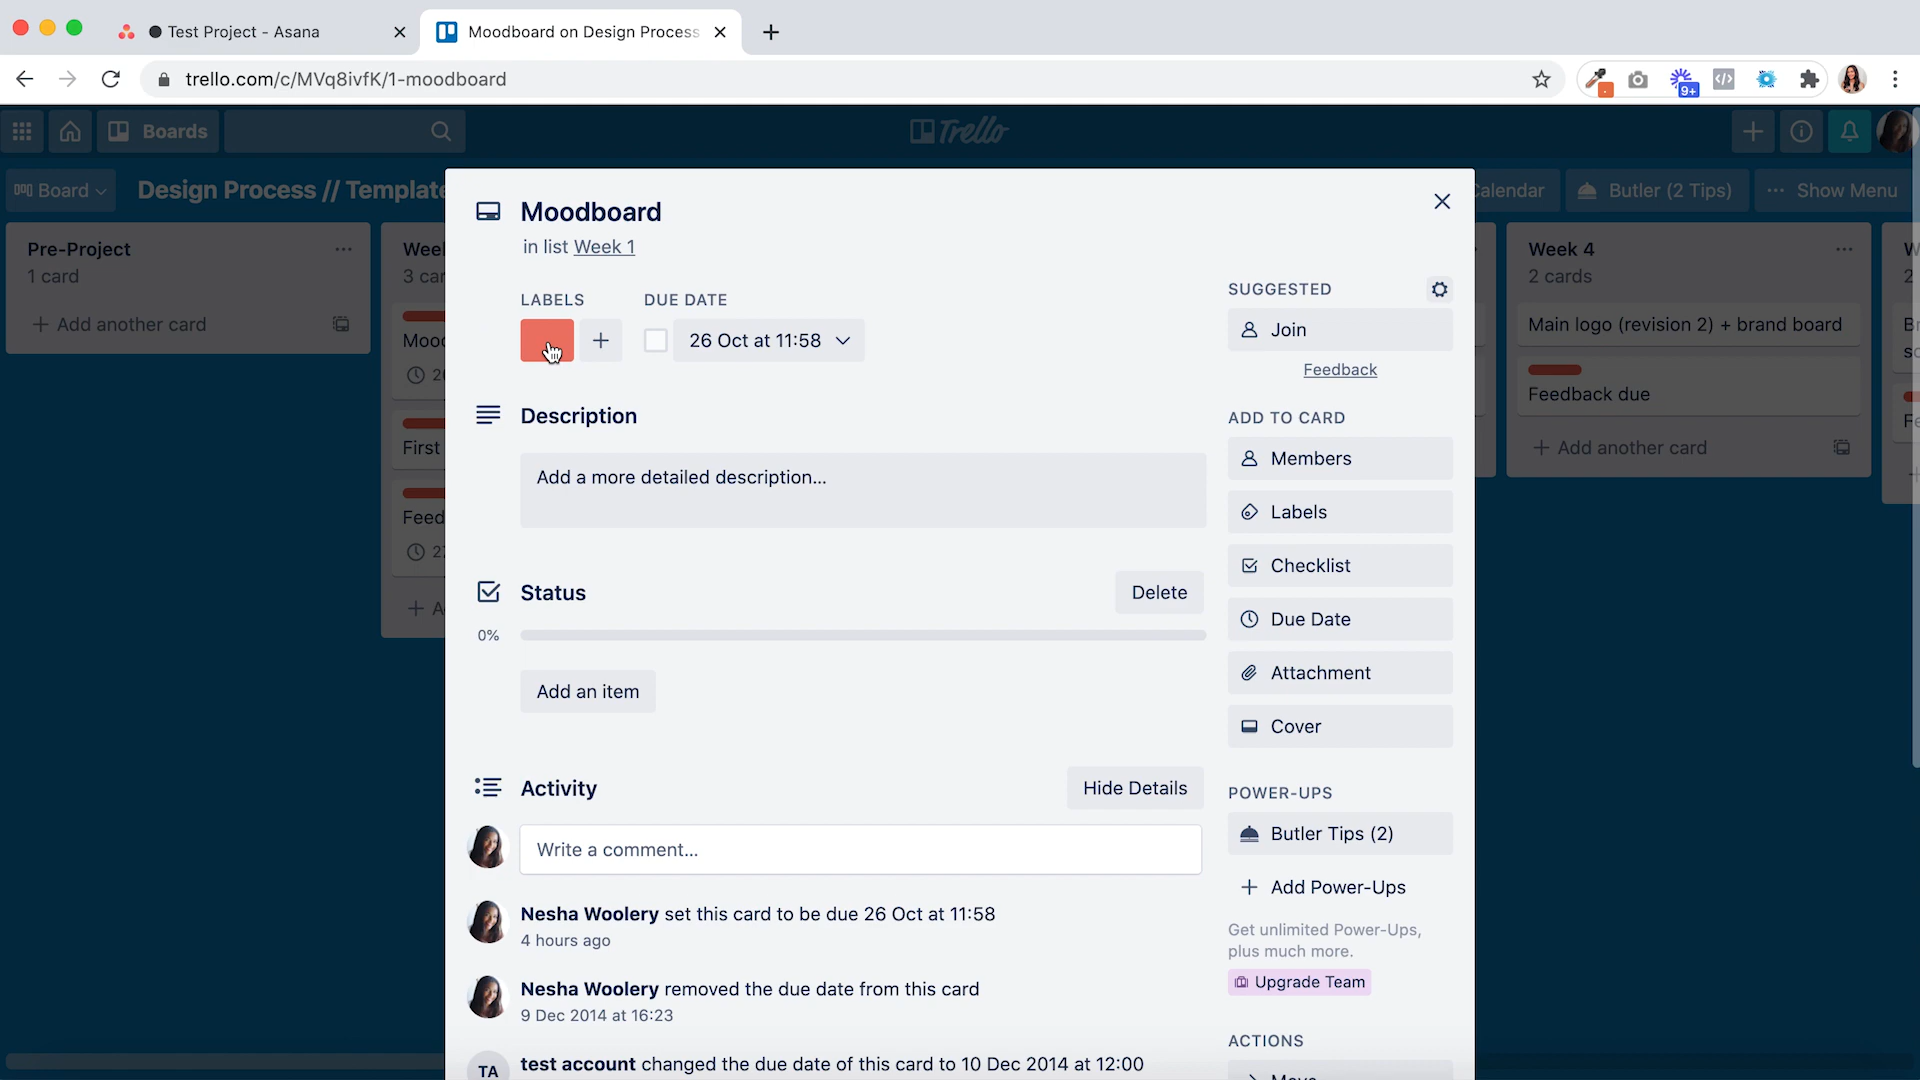 Test Project - Asana
Moodboard on Design Process
trello.com/c/MVq8ivfK/1-moodboard
9+
Boards
Trello
Board
Design Process // Template
Calendar
Butler (2 Tips)
Show Menu
Pre-Project
1 card
Add another card
3
First
Week 4
2 cards
Main logo (revision 2) + brand board
Feedback due
Add another card
Moodboard
in list Week 1
LABELS
DUE DATE
26 Oct at 11:58
Description
Add a more detailed description...
Status
Delete
0%
Add an item
Activity
Hide Details
Write a comment...
Nesha Woolery set this card to be due 26 Oct at 11:58
4 hours ago
Nesha Woolery removed the due date from this card
9 Dec 2014 at 16:23
TA
test account changed the due date of this card to 10 Dec 2014 at 12:00
SUGGESTED
Join
Feedback
ADD TO CARD
Members
Labels
Checklist
Due Date
Attachment
Cover
POWER-UPS
Butler Tips (2)
Add Power-Ups
Get unlimited Power-Ups,
plus much more.
Upgrade Team
ACTIONS
Move